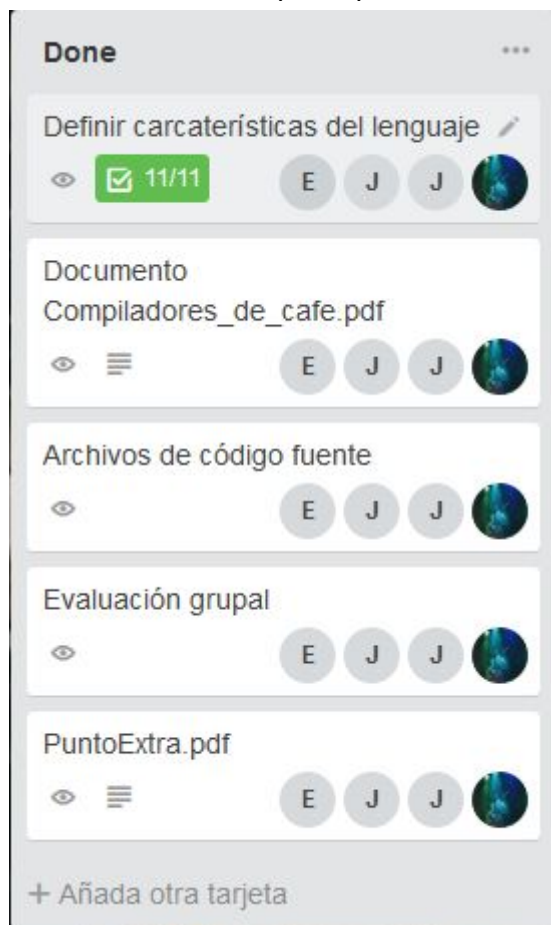 Done
Definir carcaterísticas del lenguaje
11/11
E J J
Documento
Compiladores_de_cafe.pdf
E J J
Archivos de código fuente
E J J
Evaluación grupal
E J J
PuntoExtra.pdf
E J J
+ Añada otra tarjeta